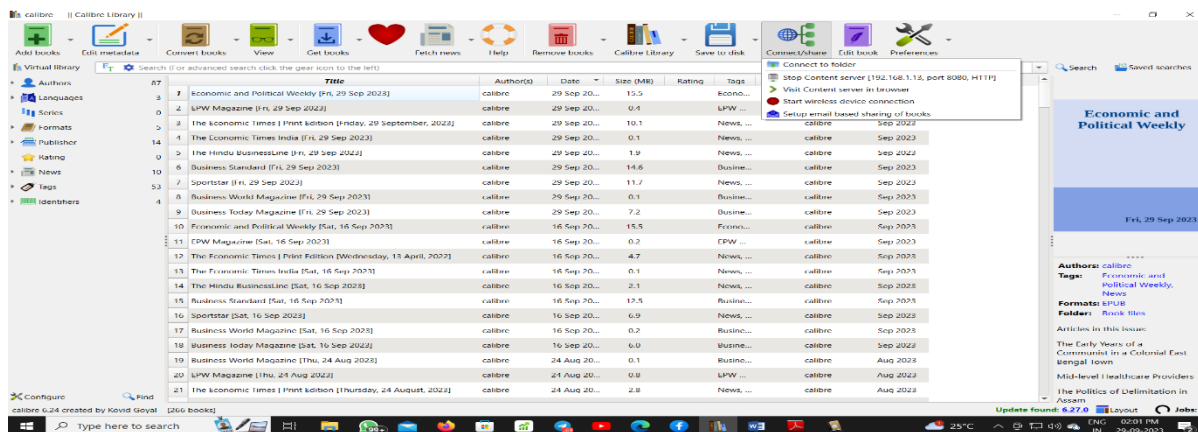 calibre || Calibre Library ||
Add books Edit metadata Convert books View Get books Fetch news Help Remove books Calibre Library Save to disk Connect/share Edit book Preferences
Virtual library Search (For advanced search click the gear icon to the left) Search Saved searches
Connect to folder
Stop Content server [192.168.1.13, port 8080, HTTP]
Visit Content server in browser
Start wireless device connection
Setup email based sharing of books
Authors 87
Languages 3
Series 0
Formats 5
Publisher 14
Rating 0
News 10
Tags 53
Identifiers 4
Title Author(s) Date Size (MB) Rating Tags
1 Economic and Political Weekly [Fri, 29 Sep 2023] calibre 29 Sep 20... 15.5 Econo...
2 EPW Magazine [Fri, 29 Sep 2023] calibre 29 Sep 20... 0.4 EPW ...
3 The Economic Times | Print Edition [Friday, 29 September, 2023] calibre 29 Sep 20... 10.1 News, ... calibre Sep 2023
4 The Economic Times India [Fri, 29 Sep 2023] calibre 29 Sep 20... 0.1 News, ... calibre Sep 2023
5 The Hindu BusinessLine [Fri, 29 Sep 2023] calibre 29 Sep 20... 1.9 News, ... calibre Sep 2023
6 Business Standard [Fri, 29 Sep 2023] calibre 29 Sep 20... 14.6 Busine... calibre Sep 2023
7 Sportstar [Fri, 29 Sep 2023] calibre 29 Sep 20... 11.7 News, ... calibre Sep 2023
8 Business World Magazine [Fri, 29 Sep 2023] calibre 29 Sep 20... 0.1 Busine... calibre Sep 2023
9 Business Today Magazine [Fri, 29 Sep 2023] calibre 29 Sep 20... 7.2 Busine... calibre Sep 2023
10 Economic and Political Weekly [Sat, 16 Sep 2023] calibre 16 Sep 20... 15.5 Econo... calibre Sep 2023
11 EPW Magazine [Sat, 16 Sep 2023] calibre 16 Sep 20... 0.2 EPW ... calibre Sep 2023
12 The Economic Times | Print Edition [Wednesday, 13 April, 2022] calibre 16 Sep 20... 4.7 News, ... calibre Sep 2023
13 The Economic Times India [Sat, 16 Sep 2023] calibre 16 Sep 20... 0.1 News, ... calibre Sep 2023
14 The Hindu BusinessLine [Sat, 16 Sep 2023] calibre 16 Sep 20... 2.1 News, ... calibre Sep 2023
15 Business Standard [Sat, 16 Sep 2023] calibre 16 Sep 20... 12.5 Busine... calibre Sep 2023
16 Sportstar [Sat, 16 Sep 2023] calibre 16 Sep 20... 6.9 News, ... calibre Sep 2023
17 Business World Magazine [Sat, 16 Sep 2023] calibre 16 Sep 20... 0.2 Busine... calibre Sep 2023
18 Business Today Magazine [Sat, 16 Sep 2023] calibre 16 Sep 20... 6.0 Busine... calibre Sep 2023
19 Business World Magazine [Thu, 24 Aug 2023] calibre 24 Aug 20... 0.1 Busine... calibre Aug 2023
20 EPW Magazine [Thu, 24 Aug 2023] calibre 24 Aug 20... 0.8 EPW ... calibre Aug 2023
21 The Economic Times | Print Edition [Thursday, 24 August, 2023] calibre 24 Aug 20... 2.8 News, ... calibre Aug 2023
Economic and
Political Weekly
Fri, 29 Sep 2023
Authors: calibre
Tags: Economic and
Political Weekly,
News
Formats: EPUB
Folder: Book files
Articles in this issue:
The Early Years of a
Communist in a Colonial East
Bengal Town
Mid-level Healthcare Providers
The Politics of Delimitation in
Assam
Configure Find
calibre 6.24 created by Kovid Goyal [266 books] Update found: 6.27.0 Layout Jobs:
Type here to search 99+ 25°C ENG 02:01 PM
IN 29-09-2023